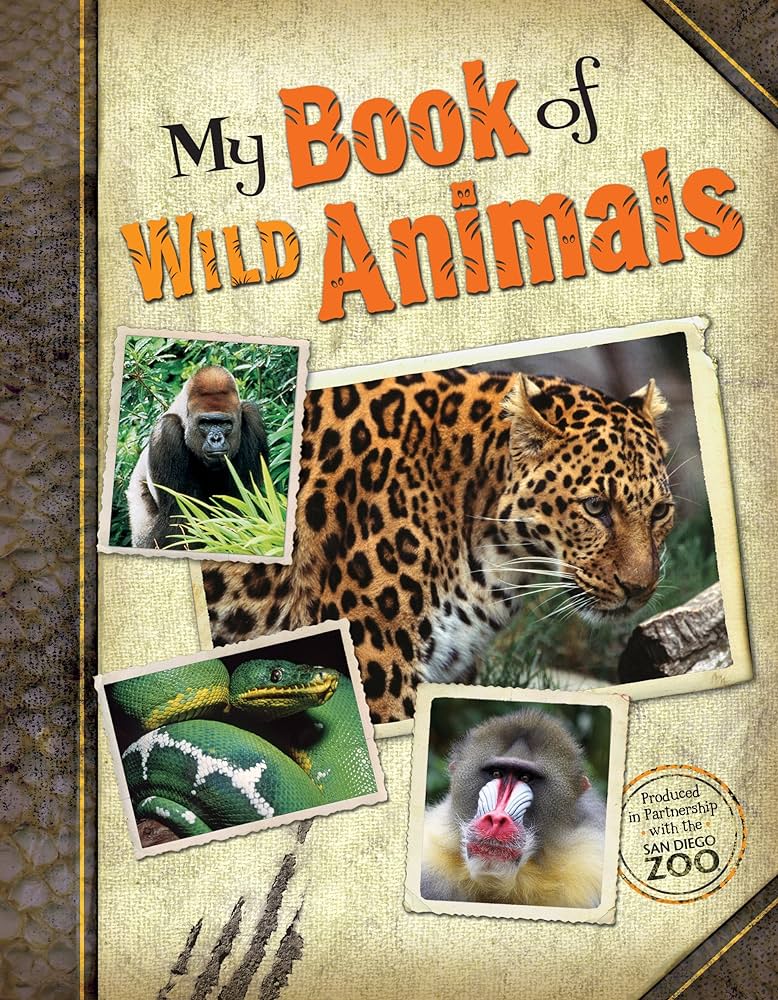 My Book of
Wild Animals
Produced
in Partnership
with the
SAN DIEGO
ZOO